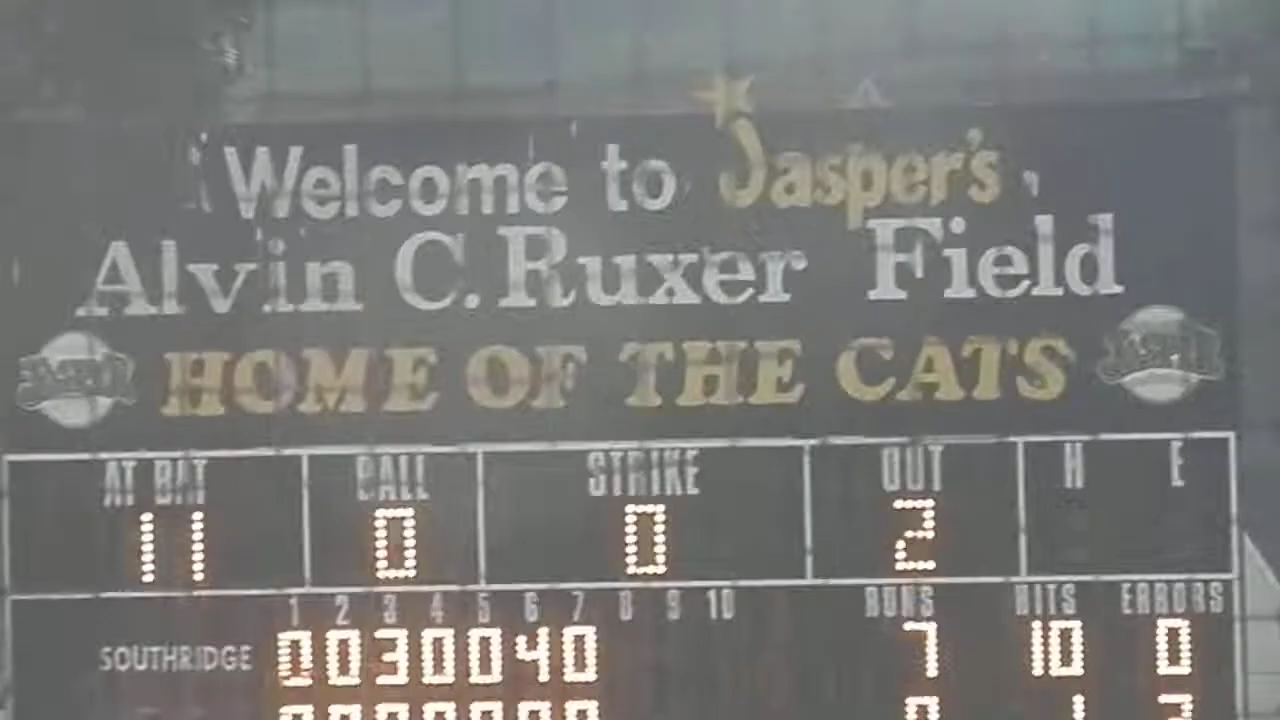 Welcome to Jasper's
Alvin C. Ruxer Field
HOME OF THE CATS
AT BAT BALL STRIKE OUT H E
11 0 0 2
1 2 3 4 5 6 7 8 9 10 RUNS HITS ERRORS
SOUTHRIDGE 0 0 3 0 0 4 0 7 10 0